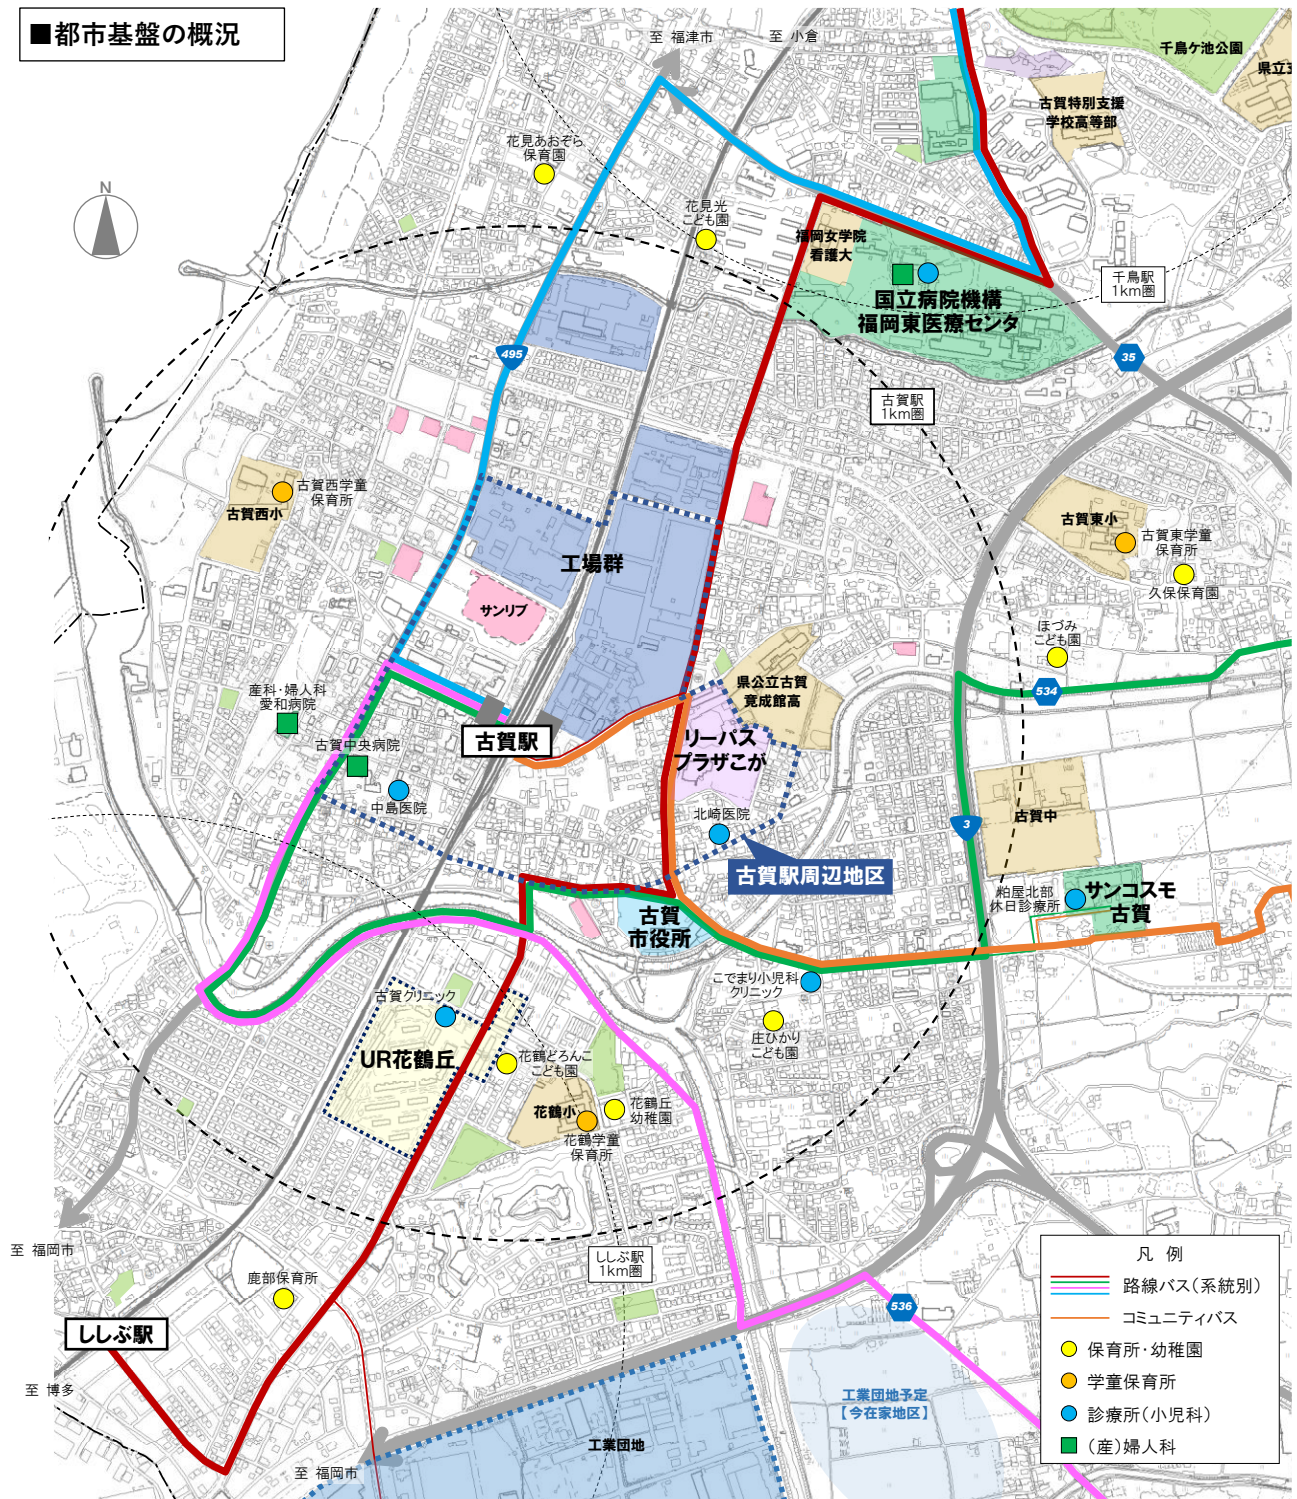 ■都市基盤の概況
至 福津市
至 小倉
千鳥ケ池公園
古賀特別支援
学校高等部
花見あおぞら
保育園
N
花見光
こども園
福岡女学院
看護大
国立病院機構
福岡東医療センタ
千鳥駅
1km圏
495
35
古賀駅
1km圏
古賀西学童
保育所
古賀西小
古賀東小
古賀東学童
保育所
久保保育園
工場群
サンリブ
ほづみ
こども園
534
県公立古賀
竟成館高
産科・婦人科
愛和病院
古賀中央病院
中島医院
古賀駅
リーパス
プラザこが
北崎医院
古賀駅周辺地区
3
古賀中
粕屋北部
休日診療所
サンコスモ
古賀
古賀
市役所
こでまり小児科
クリニック
庄ひかり
こども園
古賀クリニック
UR花鶴丘
花鶴どろんこ
こども園
花鶴小
花鶴学童
保育所
花鶴丘
幼稚園
至 福岡市
鹿部保育所
ししぶ駅
1km圏
ししぶ駅
至 博多
536
工業団地予定
【今在家地区】
工業団地
至 福岡市
凡 例
路線バス(系統別)
コミュニティバス
保育所・幼稚園
学童保育所
診療所(小児科)
(産)婦人科